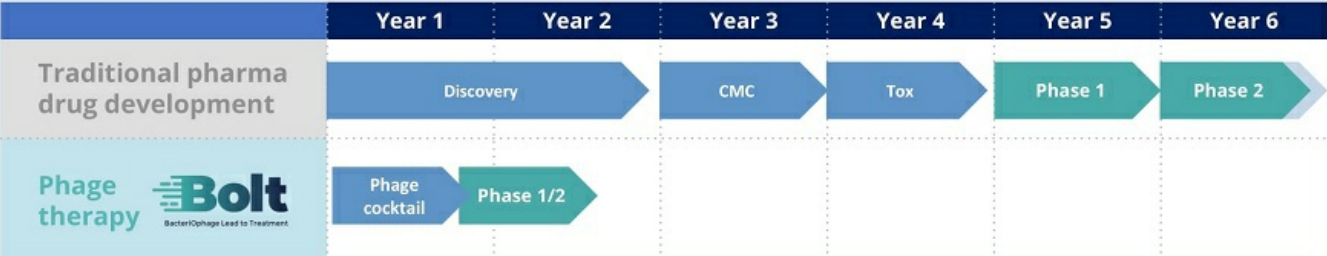 Year 1 Year 2 Year 3 Year 4 Year 5 Year 6
Traditional pharma
drug development
Discovery CMC Tox Phase 1 Phase 2
Phage
therapy
Bolt
BacteriOphage Lead to Treatment
Phage
cocktail
Phase 1/2